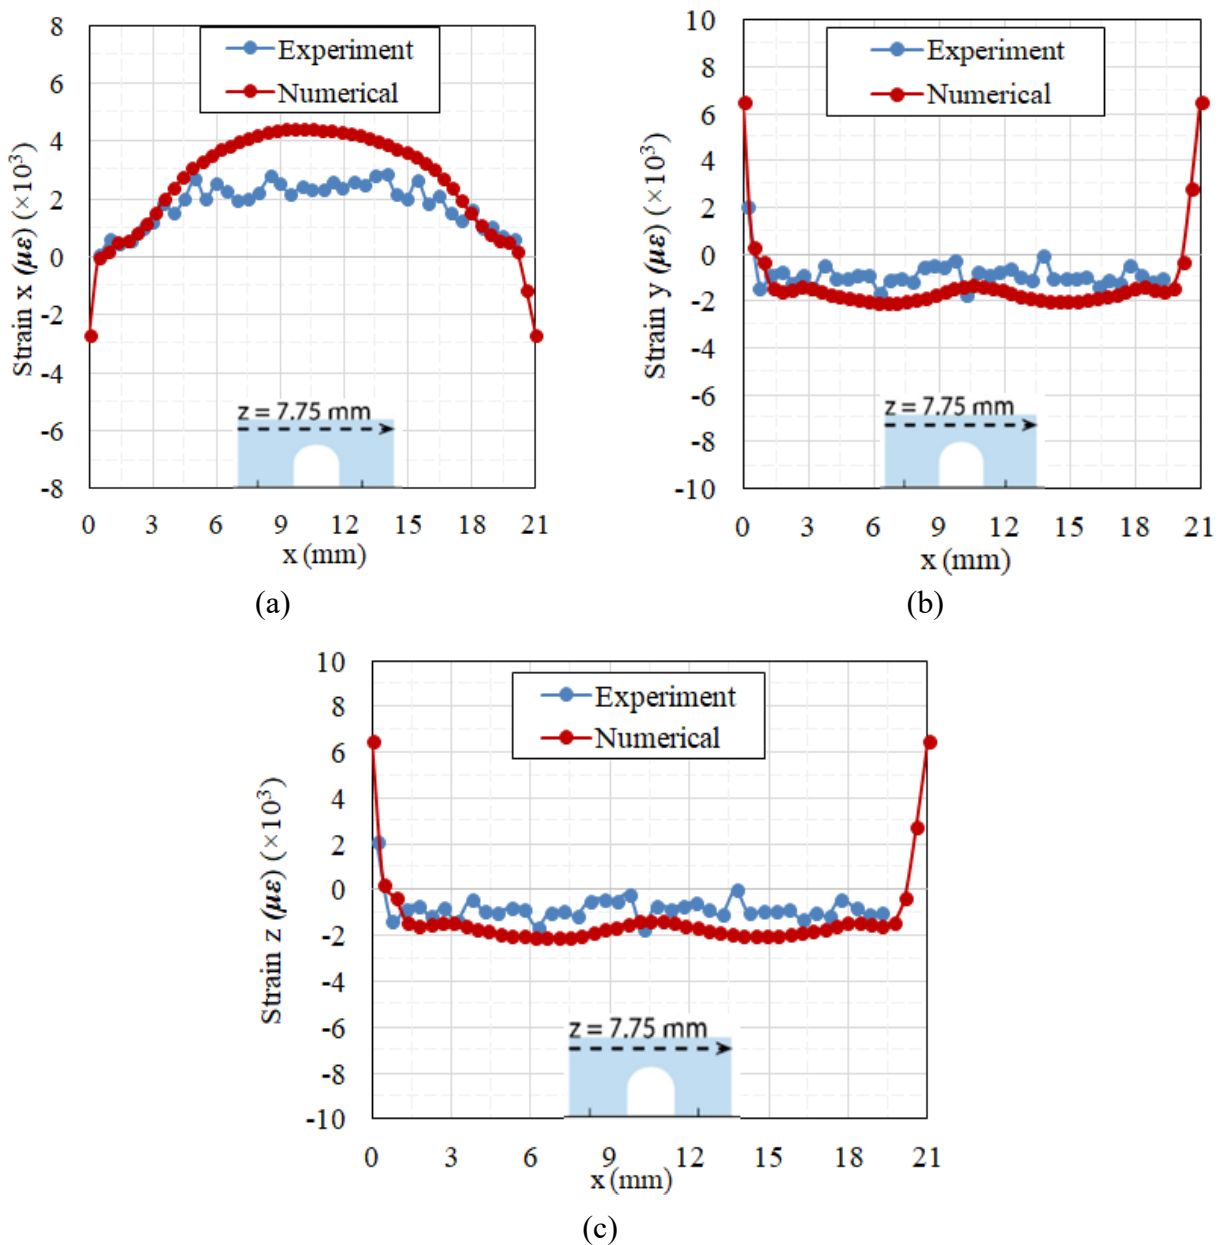 8
6
4
2
0
-2
-4
-6
-8
Strain x (με) (×10³)
Experiment
Numerical
z = 7.75 mm
0 3 6 9 12 15 18 21
x (mm)
(a)
10
8
6
4
2
0
-2
-4
-6
-8
-10
Strain y (με) (×10³)
Experiment
Numerical
z = 7.75 mm
0 3 6 9 12 15 18 21
x (mm)
(b)
10
8
6
4
2
0
-2
-4
-6
-8
-10
Strain z (με) (×10³)
Experiment
Numerical
z = 7.75 mm
0 3 6 9 12 15 18 21
x (mm)
(c)